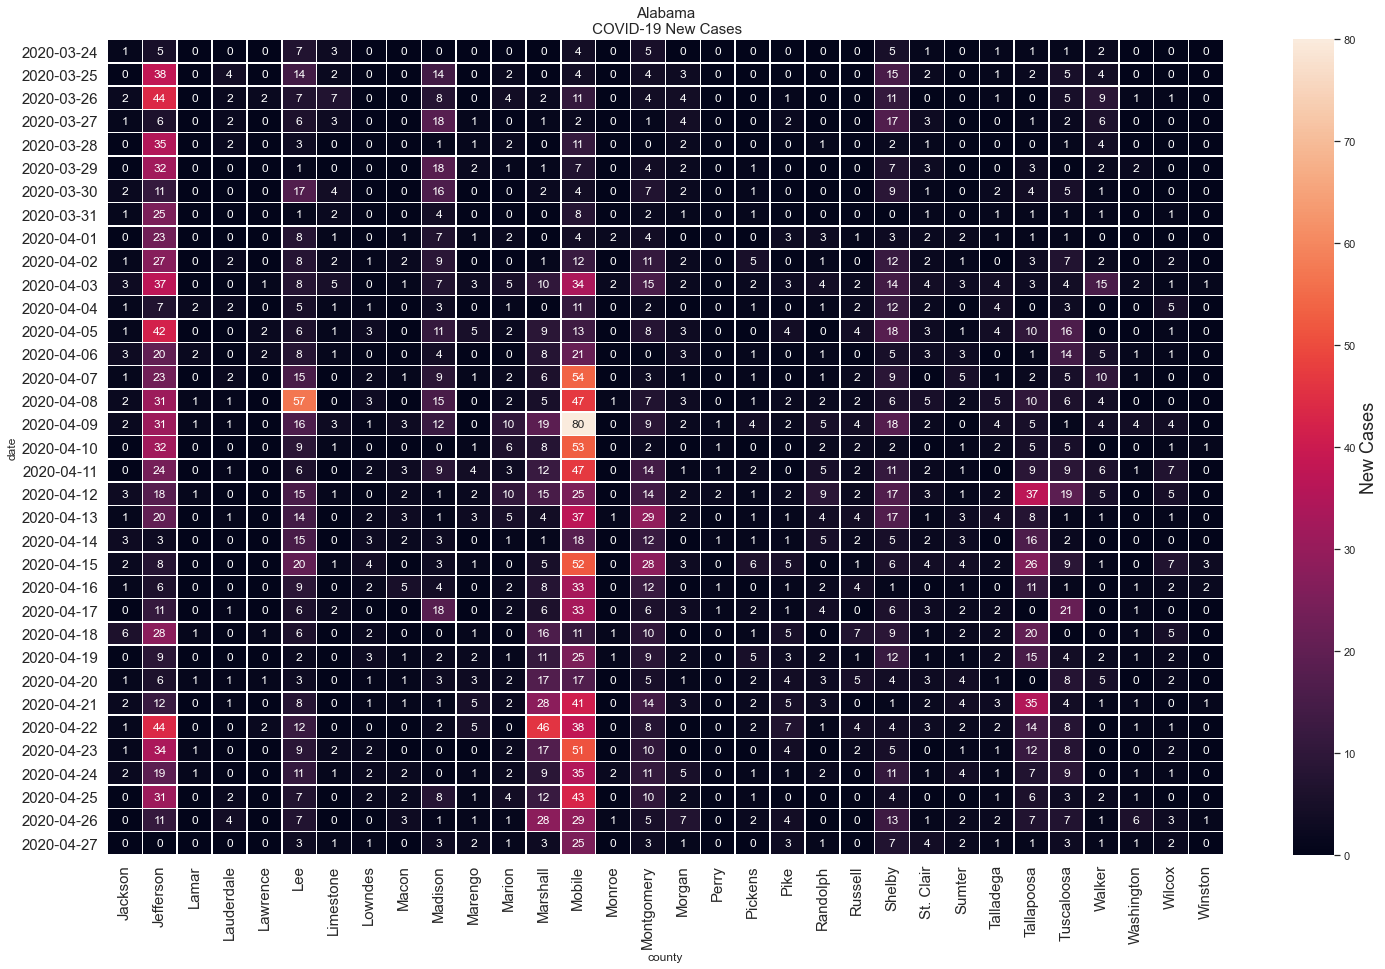 Alabama
COVID-19 New Cases
2020-03-24 1 5 0 0 0 7 3 0 0 0 0 0 0 4 0 5 0 0 0 0 0 0 5 1 0 1 1 1 2 0 0 0
2020-03-25 0 38 0 4 0 14 2 0 0 14 0 2 0 4 0 4 3 0 0 0 0 0 15 2 0 1 2 5 4 0 0 0
2020-03-26 2 44 0 2 2 7 7 0 0 8 0 4 2 11 0 4 4 0 0 1 0 0 11 0 0 1 0 5 9 1 1 0
2020-03-27 1 6 0 2 0 6 3 0 0 18 1 0 1 2 0 1 4 0 0 2 0 0 17 3 0 0 1 2 6 0 0 0
2020-03-28 0 35 0 2 0 3 0 0 0 1 1 2 0 11 0 0 2 0 0 0 1 0 2 1 0 0 0 1 4 0 0 0
2020-03-29 0 32 0 0 0 1 0 0 0 18 2 1 1 7 0 4 2 0 1 0 0 0 7 3 0 0 3 0 2 2 0 0
2020-03-30 2 11 0 0 0 17 4 0 0 16 0 0 2 4 0 7 2 0 0 0 0 0 9 1 0 2 4 5 1 0 0 0
2020-03-31 1 25 0 0 0 1 2 0 0 4 0 0 0 8 0 2 1 0 1 0 0 0 0 1 0 1 1 1 1 0 1 0
2020-04-01 0 23 0 0 0 8 1 0 1 7 1 2 0 4 2 4 0 0 0 3 3 1 3 2 2 1 1 1 0 0 0 0
2020-04-02 1 27 0 2 0 8 2 1 2 9 0 0 1 12 0 11 2 0 5 0 1 0 12 2 1 0 3 7 2 0 2 0
2020-04-03 3 37 0 0 1 8 5 0 1 7 3 5 10 34 2 15 2 0 2 3 4 2 14 4 3 4 3 4 15 2 1 1
2020-04-04 1 7 2 2 0 5 1 1 0 3 0 1 0 11 0 2 0 0 1 0 1 2 12 2 0 4 0 3 0 0 5 0
2020-04-05 1 42 0 0 2 6 1 3 0 11 5 2 9 13 0 8 3 0 0 4 0 4 18 3 1 4 10 16 0 0 1 0
2020-04-06 3 20 2 0 2 8 1 0 0 4 0 0 8 21 0 0 3 0 1 0 1 0 5 3 3 0 1 14 5 1 1 0
2020-04-07 1 23 0 2 0 15 0 2 1 9 1 2 6 54 0 3 1 0 1 0 1 2 9 0 5 1 2 5 10 1 0 0
2020-04-08 2 31 1 1 0 57 0 3 0 15 0 2 5 47 1 7 3 0 1 2 2 2 6 5 2 5 10 6 4 0 0 0
2020-04-09 2 31 1 1 0 16 3 1 3 12 0 10 19 80 0 9 2 1 4 2 5 4 18 2 0 4 5 1 4 4 4 0
2020-04-10 0 32 0 0 0 9 1 0 0 0 1 6 8 53 0 2 0 1 0 0 2 2 2 0 1 2 5 5 0 0 1 1
2020-04-11 0 24 0 1 0 6 0 2 3 9 4 3 12 47 0 14 1 1 2 0 5 2 11 2 1 0 9 9 6 1 7 0
2020-04-12 3 18 1 0 0 15 1 0 2 1 2 10 15 25 0 14 2 2 1 2 9 2 17 3 1 2 37 19 5 0 5 0
2020-04-13 1 20 0 1 0 14 0 2 3 1 3 5 4 37 1 29 2 0 1 1 4 4 17 1 3 4 8 1 1 0 1 0
2020-04-14 3 3 0 0 0 15 0 3 2 3 0 1 1 18 0 12 0 0 1 1 5 2 5 2 3 0 16 2 0 0 0 0
2020-04-15 2 8 0 0 0 20 1 4 0 3 1 0 5 52 0 28 3 0 6 5 0 1 6 4 4 2 26 9 1 0 7 3
2020-04-16 1 6 0 0 0 9 0 2 5 4 0 2 8 33 0 12 0 1 0 1 2 4 1 0 1 0 11 1 0 1 2 2
2020-04-17 0 11 0 1 0 6 2 0 0 18 0 2 6 33 0 6 3 1 2 1 4 0 6 3 2 2 0 21 0 1 0 0
2020-04-18 6 28 1 0 1 6 0 2 0 0 1 0 16 11 1 10 0 0 1 5 0 7 9 1 2 2 20 0 0 1 5 0
2020-04-19 0 9 0 0 0 2 0 3 1 2 2 1 11 25 1 9 2 0 5 3 2 1 12 1 1 2 15 4 2 1 2 0
2020-04-20 1 6 1 1 1 3 0 1 1 3 3 2 17 17 0 5 1 0 2 4 3 5 4 3 4 1 0 8 5 0 2 0
2020-04-21 2 12 0 1 0 8 0 1 1 1 5 2 28 41 0 14 3 0 2 5 3 0 1 2 4 3 35 4 1 1 0 1
2020-04-22 1 44 0 0 2 12 0 0 0 2 5 0 46 38 0 8 0 0 2 7 1 4 4 3 2 2 14 8 0 1 1 0
2020-04-23 1 34 1 0 0 9 2 2 0 0 0 2 17 51 0 10 0 0 0 4 0 2 5 0 1 1 12 8 0 0 2 0
2020-04-24 2 19 1 0 0 11 1 2 2 0 1 2 9 35 2 11 5 0 1 1 2 0 11 1 4 1 7 9 0 1 1 0
2020-04-25 0 31 0 2 0 7 0 2 2 8 1 4 12 43 0 10 2 0 1 0 0 0 4 0 0 1 6 3 2 1 0 0
2020-04-26 0 11 0 4 0 7 0 0 3 1 1 1 28 29 1 5 7 0 2 4 0 0 13 1 2 2 7 7 1 6 3 1
2020-04-27 0 0 0 0 0 3 1 1 0 3 2 1 3 25 0 3 1 0 0 3 1 0 7 4 2 1 1 3 1 1 2 0
date
Jackson Jefferson Lamar Lauderdale Lawrence Lee Limestone Lowndes Macon Madison Marengo Marion Marshall Mobile Monroe Montgomery Morgan Perry Pickens Pike Randolph Russell Shelby St. Clair Sumter Talladega Tallapoosa Tuscaloosa Walker Washington Wilcox Winston
county
80
70
60
50
40
30
20
10
0
New Cases